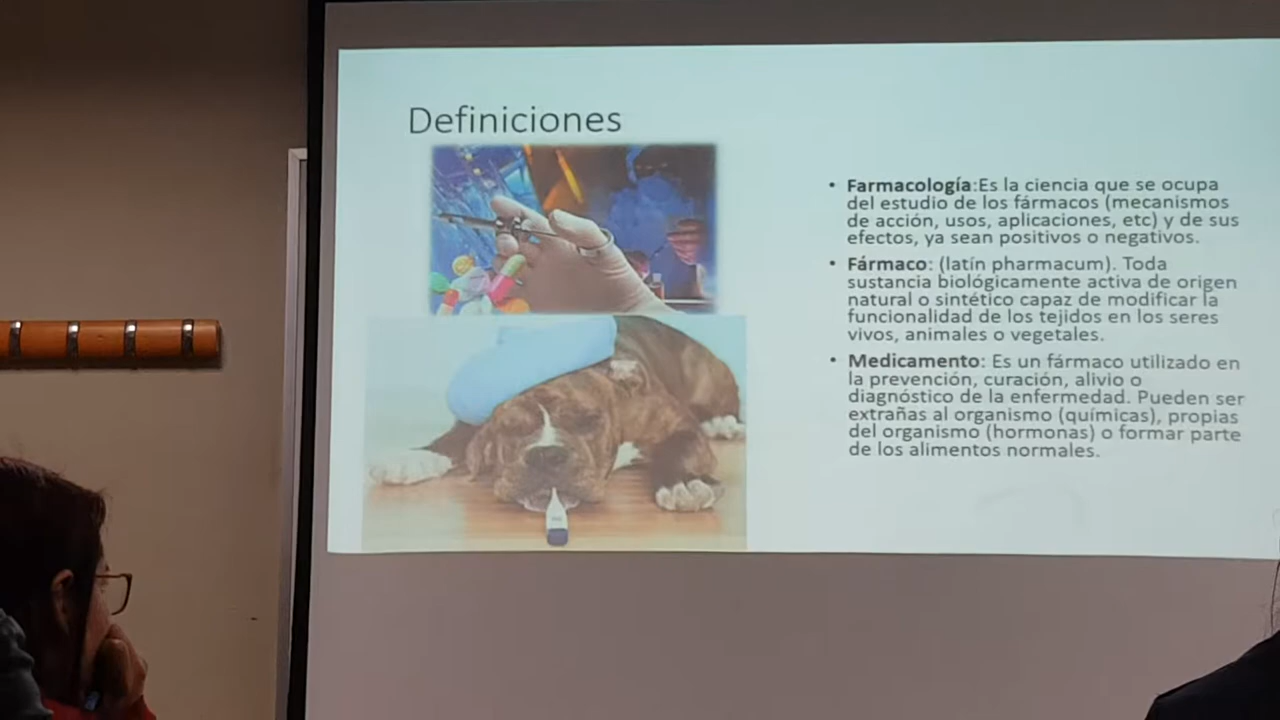 Definiciones
• Farmacología:Es la ciencia que se ocupa
del estudio de los fármacos (mecanismos
de acción, usos, aplicaciones, etc) y de sus
efectos, ya sean positivos o negativos.
• Fármaco: (latín pharmacum). Toda
sustancia biológicamente activa de origen
natural o sintético capaz de modificar la
funcionalidad de los tejidos en los seres
vivos, animales o vegetales.
• Medicamento: Es un fármaco utilizado en
la prevención, curación, alivio o
diagnóstico de la enfermedad. Pueden ser
extrañas al organismo (químicas), propias
del organismo (hormonas) o formar parte
de los alimentos normales.